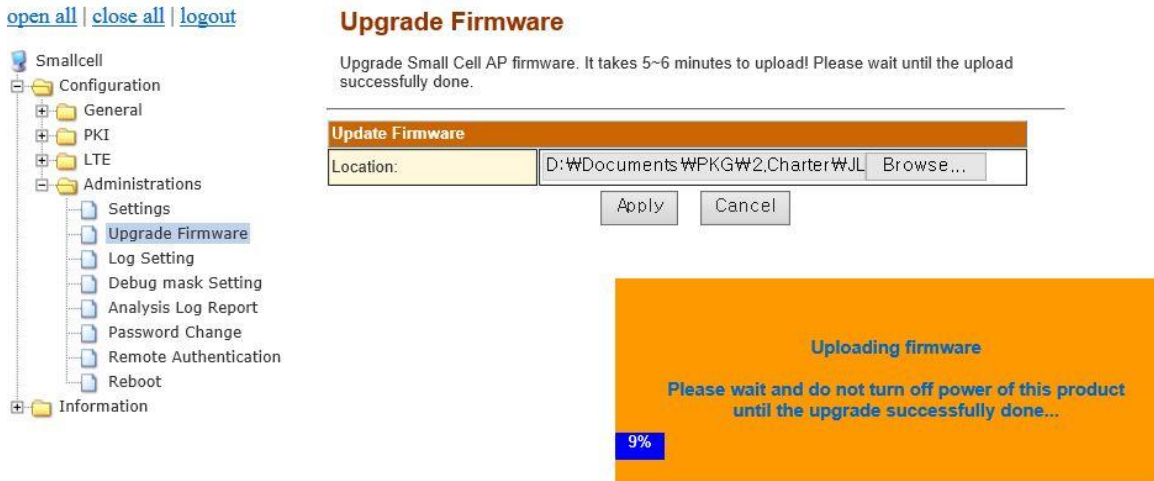 open all | close all | logout
Smallcell
Configuration
General
PKI
LTE
Administrations
Settings
Upgrade Firmware
Log Setting
Debug mask Setting
Analysis Log Report
Password Change
Remote Authentication
Reboot
Information
Upgrade Firmware
Upgrade Small Cell AP firmware. It takes 5~6 minutes to upload! Please wait until the upload
successfully done.
Update Firmware
Location: D:₩Documents₩PKG₩2,Charter₩JL Browse...
Apply Cancel
Uploading firmware
Please wait and do not turn off power of this product
until the upgrade successfully done...
9%